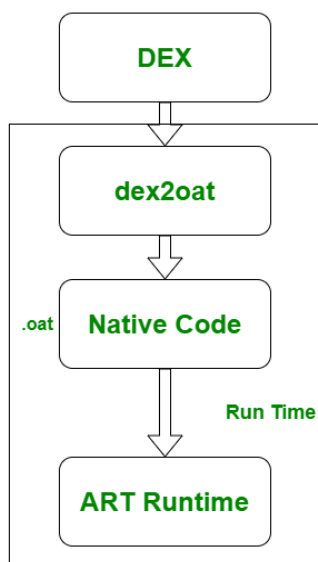 DEX
dex2oat
.oat
Native Code
Run Time
ART Runtime